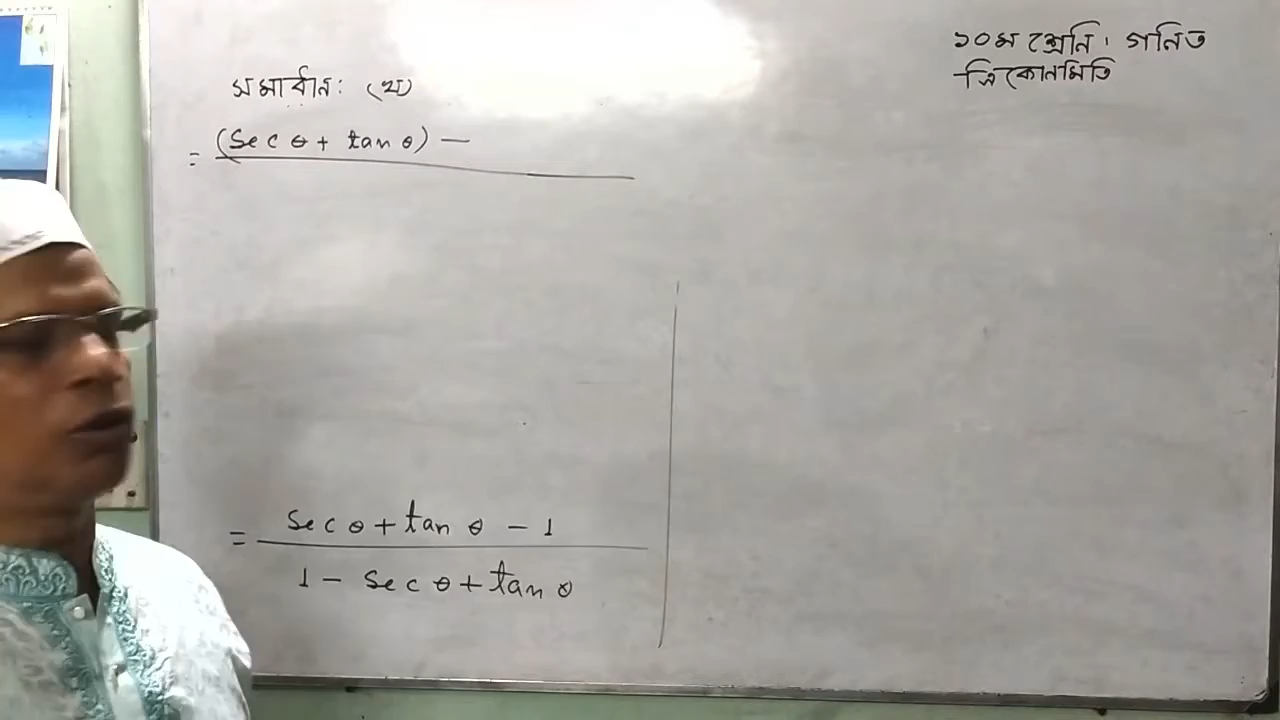 ১০ম শ্রেনি। গনিত
ত্রিকোনমিতি
সমাধান: (খ)
= (Sec θ + tan θ) —
= Sec θ + tan θ - 1
1 - Sec θ + tan θ